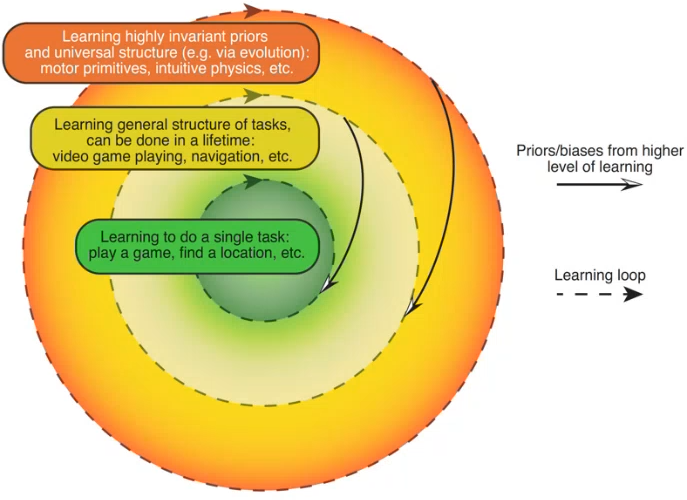 Learning highly invariant priors
and universal structure (e.g. via evolution):
motor primitives, intuitive physics, etc.
Learning general structure of tasks,
can be done in a lifetime:
video game playing, navigation, etc.
Learning to do a single task:
play a game, find a location, etc.
Priors/biases from higher
level of learning
Learning loop